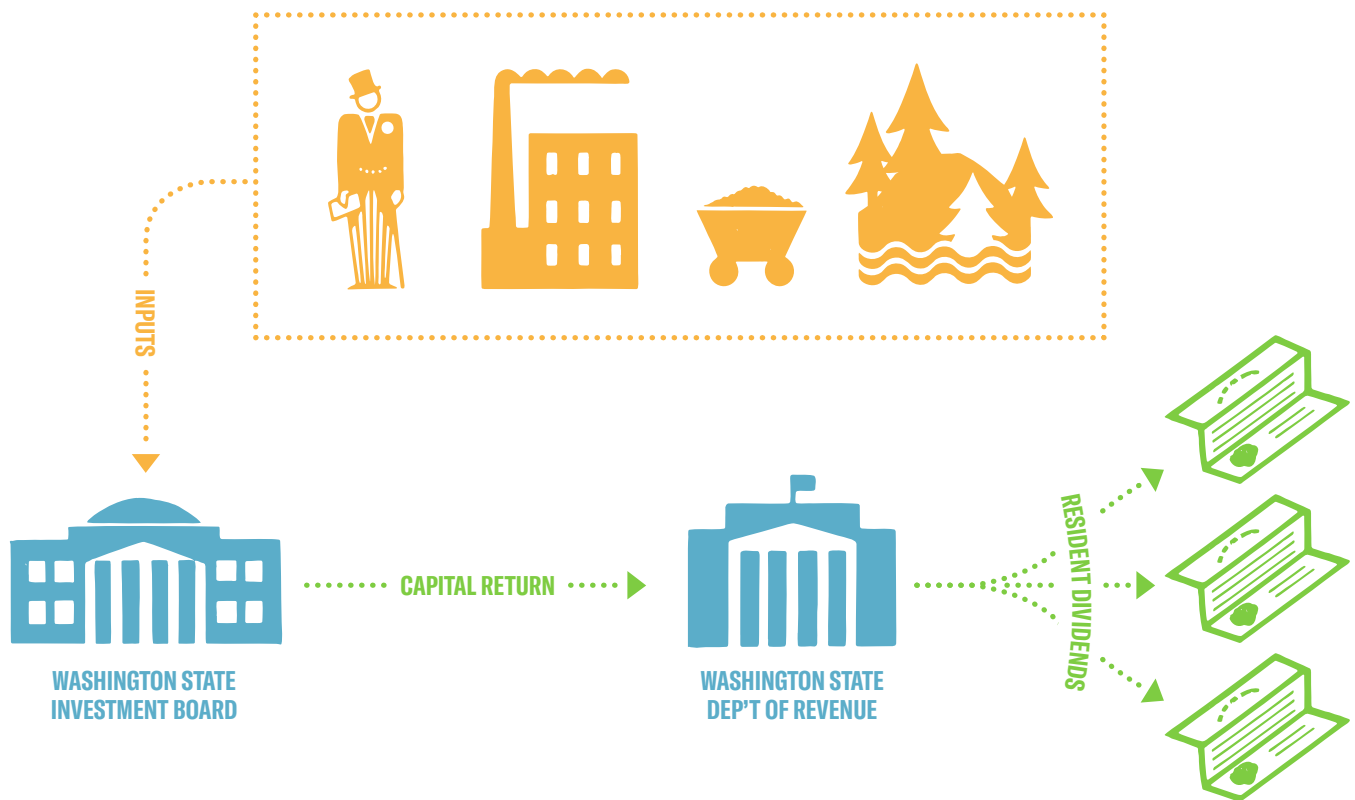 INPUTS
CAPITAL RETURN
RESIDENT DIVIDENDS
WASHINGTON STATE
INVESTMENT BOARD
WASHINGTON STATE
DEP'T OF REVENUE